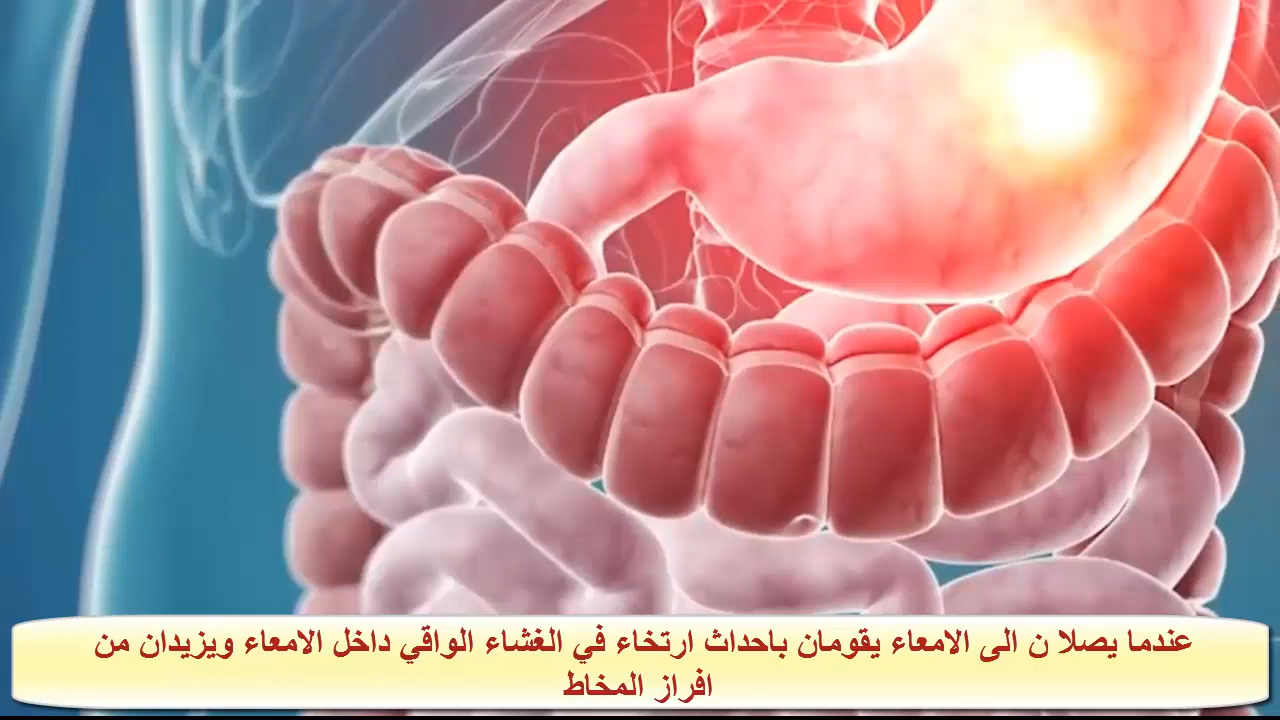 عندما يصلا ن الى الامعاء يقومان باحداث ارتخاء في الغشاء الواقي داخل الامعاء ويزيدان من
افراز المخاط